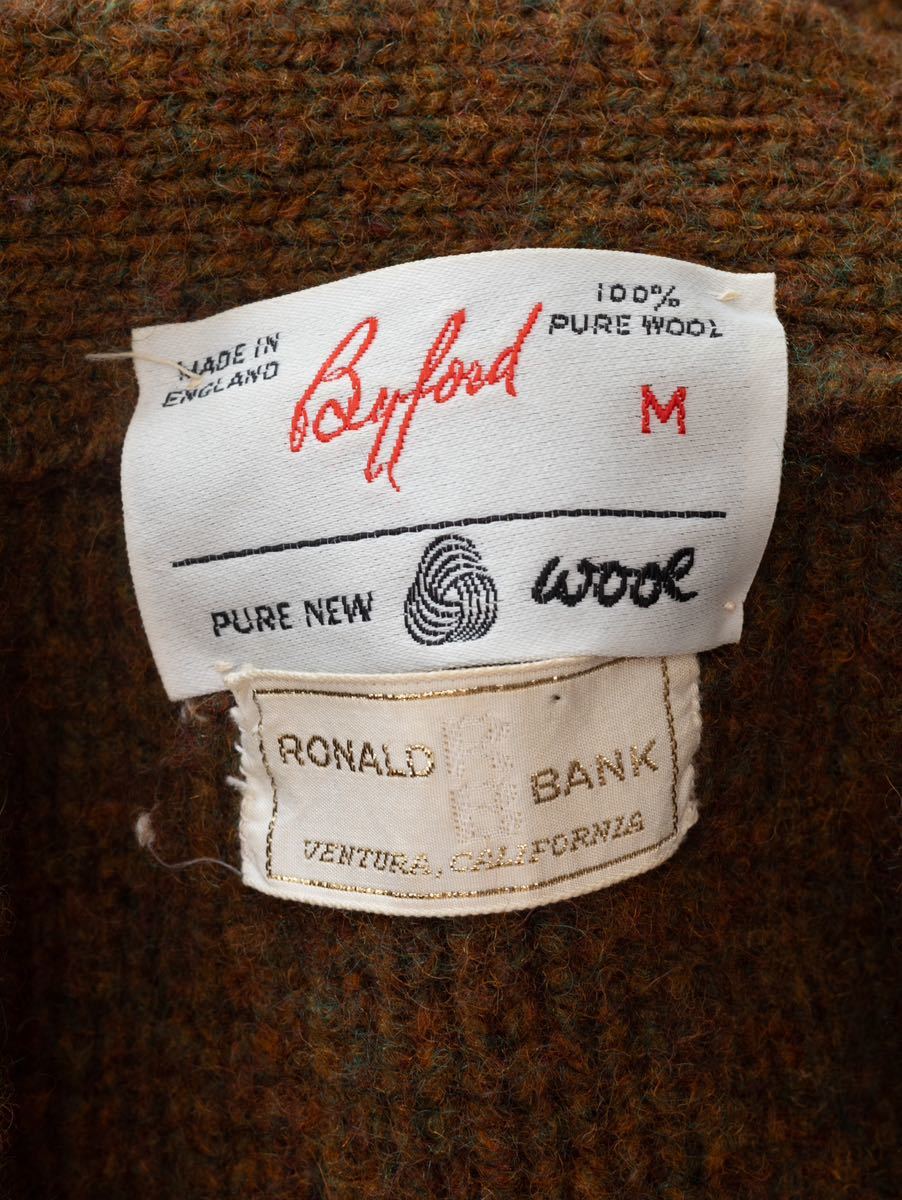 MADE IN
ENGLAND
Byford
100%
PURE WOOL
M
PURE NEW
WOOL
RONALD BANK
VENTURA, CALIFORNIA